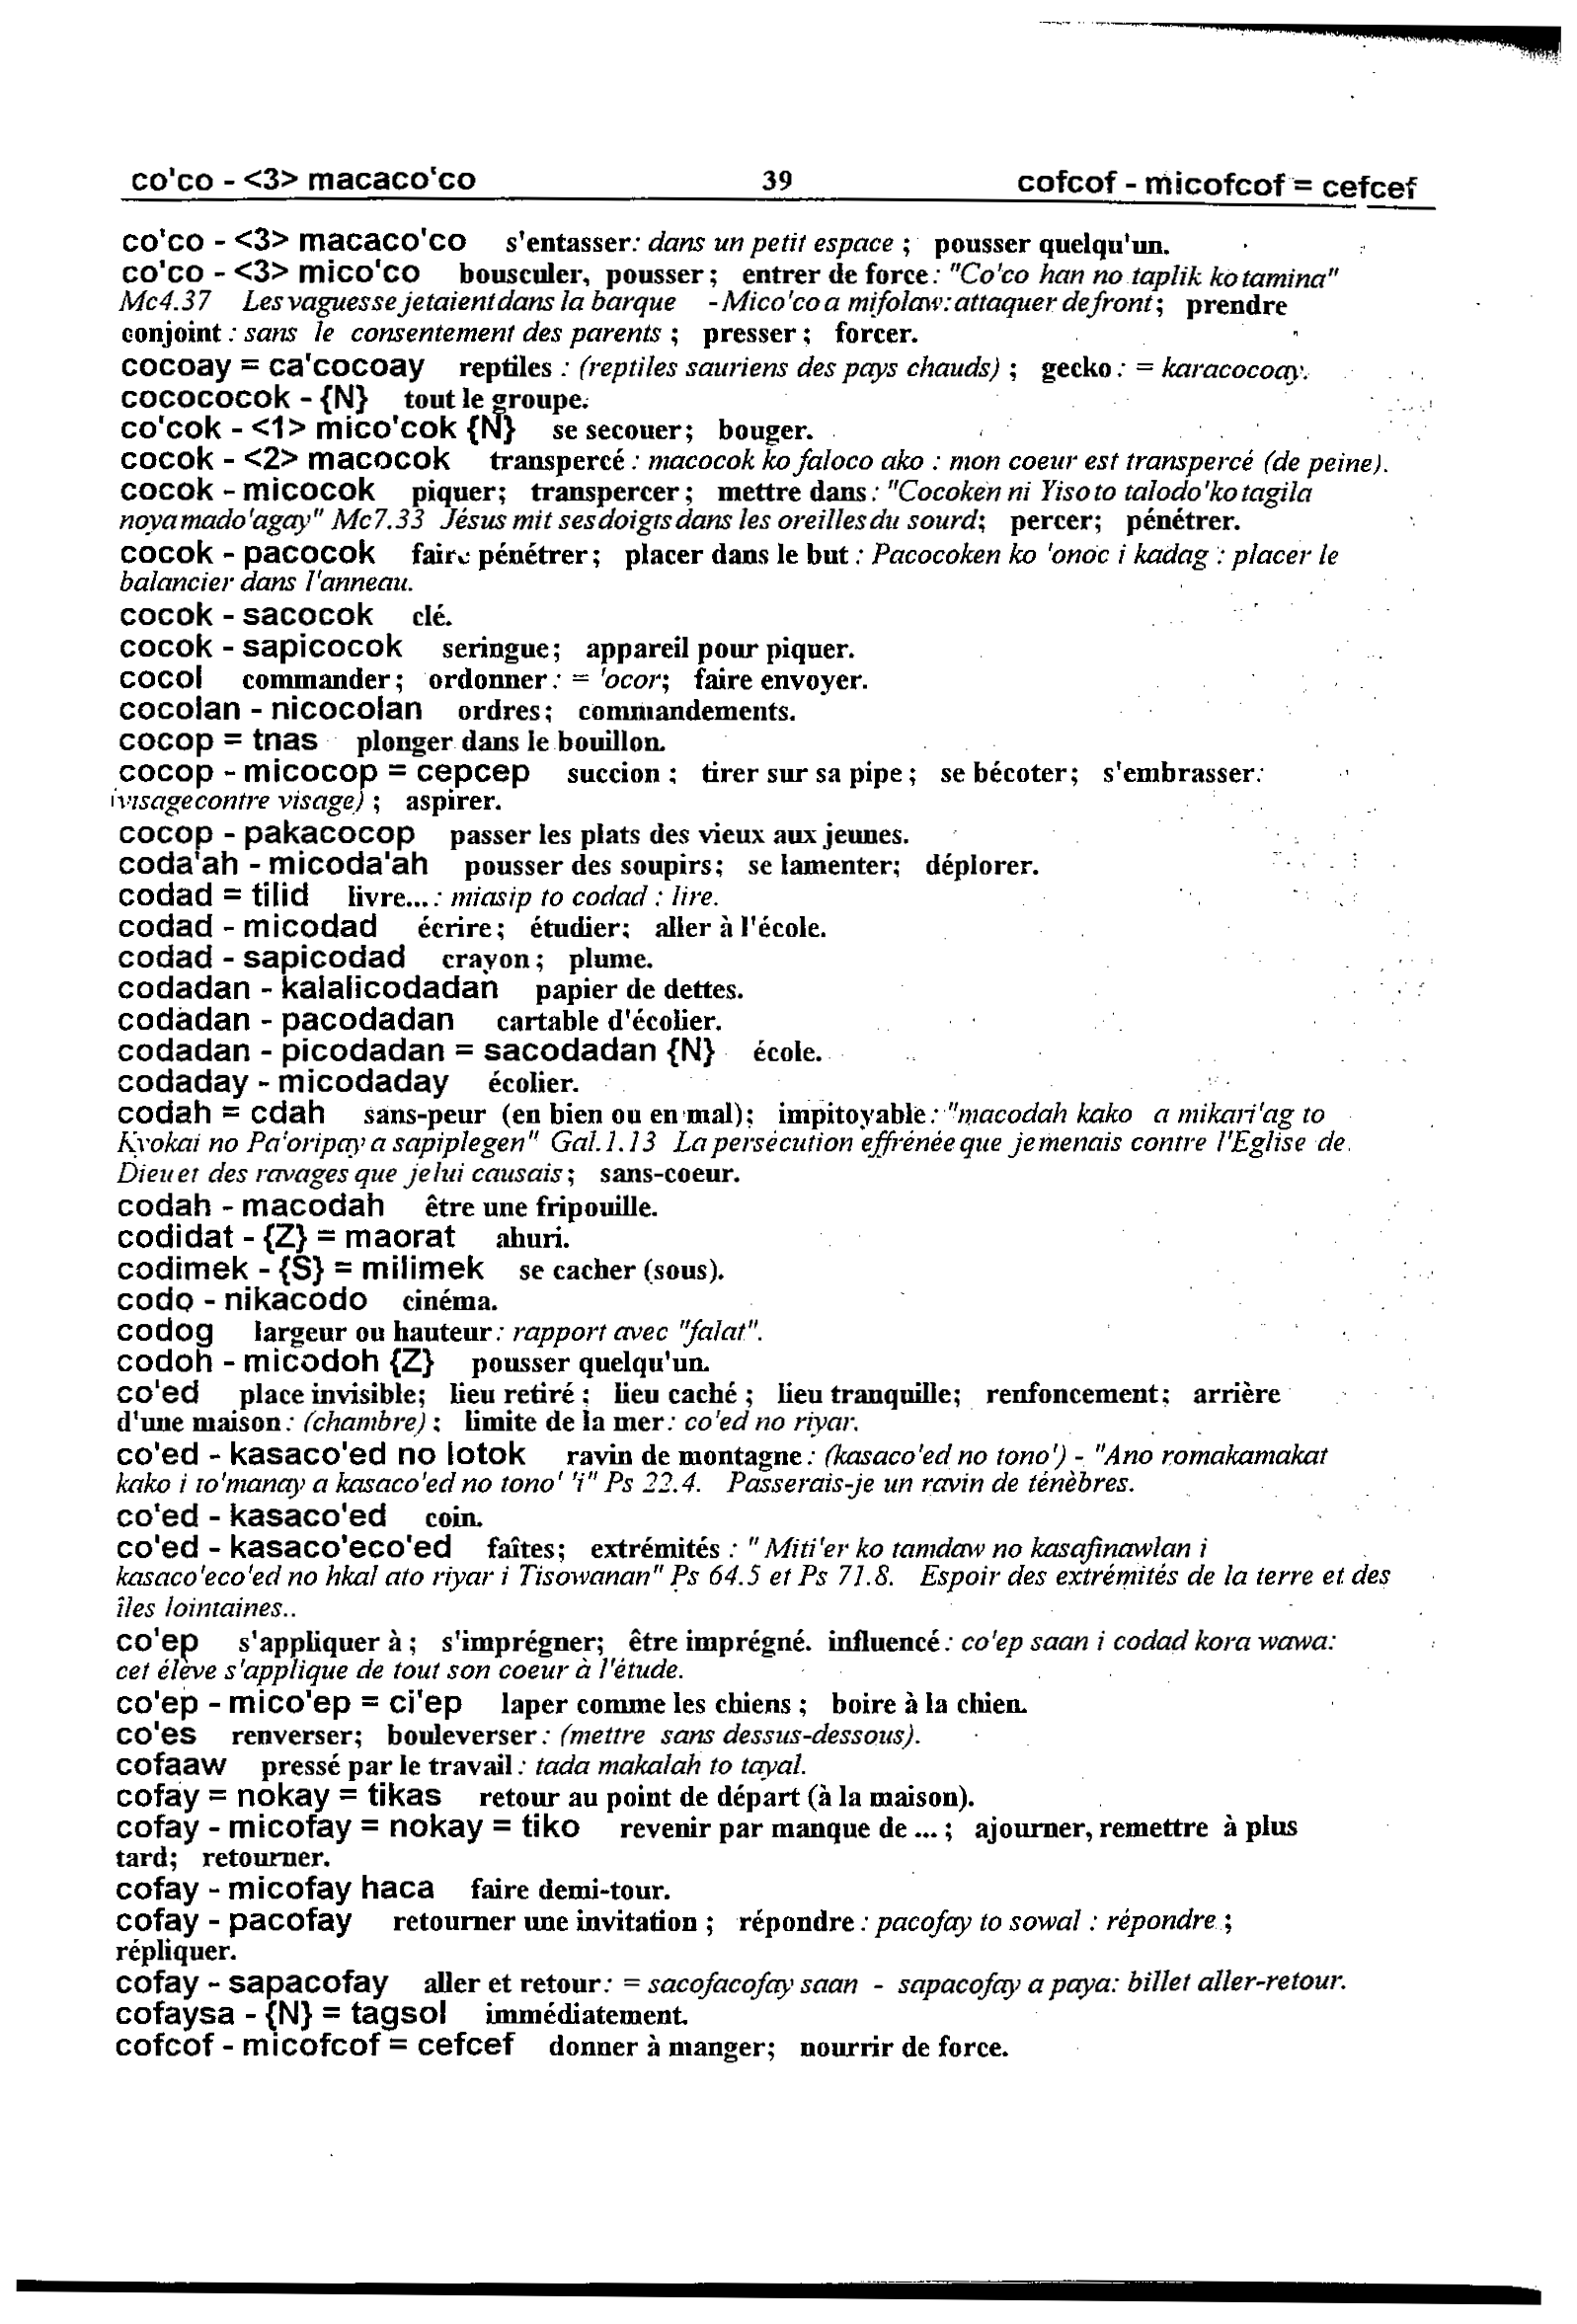 co'co - <3> macaco'co 39 cofcof - micofcof = cefcef
co'co - <3> macaco'co s'entasser: dans un petit espace ; pousser quelqu'un.
co'co - <3> mico'co bousculer, pousser ; entrer de force : "Co'co han no taplik ko tamina"
Mc4.37 Les vagues se jetaient dans la barque - Mico'co a mifolaw: attaquer de front ; prendre
conjoint : sans le consentement des parents ; presser ; forcer.
cocoay = ca'cocoay reptiles : (reptiles sauriens des pays chauds) ; gecko : = karacocoay.
cocococok - {N} tout le groupe.
co'cok - <1> mico'cok {N} se secouer ; bouger.
cocok - <2> macocok transpercé : macocok ko faloco ako : mon coeur est transpercé (de peine).
cocok - micocok piquer; transpercer ; mettre dans : "Cocoken ni Yiso to talodo' ko tagila
noya mado'agay" Mc7.33 Jésus mit ses doigts dans les oreilles du sourd; percer; pénétrer.
cocok - pacocok faire pénétrer ; placer dans le but : Pacocoken ko 'onoc i kadag : placer le
balancier dans l'anneau.
cocok - sacocok clé.
cocok - sapicocok seringue; appareil pour piquer.
cocol commander ; ordonner : = 'ocor; faire envoyer.
cocolan - nicocolan ordres; commandements.
cocop = tnas plonger dans le bouillon.
cocop - micocop = cepcep succion ; tirer sur sa pipe ; se bécoter; s'embrasser:
(visage contre visage) ; aspirer.
cocop - pakacocop passer les plats des vieux aux jeunes.
coda'ah - micoda'ah pousser des soupirs; se lamenter; déplorer.
codad = tilid livre... : miasip to codad : lire.
codad - micodad écrire ; étudier; aller à l'école.
codad - sapicodad crayon ; plume.
codadan - kalalicodadan papier de dettes.
codadan - pacodadan cartable d'écolier.
codadan - picodadan = sacodadan {N} école.
codaday - micodaday écolier.
codah = cdah sans-peur (en bien ou en mal); impitoyable : "macodah kako a mikari'ag to
Kyokai no Pa'oripay a sapiplegen" Gal.1.13 La persécution effrénée que je menais contre l'Eglise de
Dieu et des ravages que je lui causais ; sans-coeur.
codah - macodah être une fripouille.
codidat - {Z} = maorat ahuri.
codimek - {S} = milimek se cacher (sous).
codo - nikacodo cinéma.
codog largeur ou hauteur : rapport avec "falat".
codoh - micodoh {Z} pousser quelqu'un.
co'ed place invisible; lieu retiré ; lieu caché ; lieu tranquille; renfoncement ; arrière
d'une maison : (chambre) ; limite de la mer : co'ed no riyar.
co'ed - kasaco'ed no lotok ravin de montagne : (kasaco'ed no tono') - "Ano romakamakat
kako i to'manay a kasaco'ed no tono' 'i" Ps 22.4. Passerais-je un ravin de ténèbres.
co'ed - kasaco'ed coin.
co'ed - kasaco'eco'ed faîtes; extrémités : "Miti'er ko tamdaw no kasafinawlan i
kasaco'eco'ed no hkal ato riyar i Tisowanan" Ps 64.5 et Ps 71.8. Espoir des extrémités de la terre et des
îles lointaines..
co'ep s'appliquer à ; s'imprégner; être imprégné. influencé : co'ep saan i codad kora wawa:
cet élève s'applique de tout son coeur à l'étude.
co'ep - mico'ep = ci'ep laper comme les chiens ; boire à la chien.
co'es renverser; bouleverser : (mettre sans dessus-dessous).
cofaaw pressé par le travail : tada makalah to tayal.
cofay = nokay = tikas retour au point de départ (à la maison).
cofay - micofay = nokay = tiko revenir par manque de ... ; ajourner, remettre à plus
tard; retourner.
cofay - micofay haca faire demi-tour.
cofay - pacofay retourner une invitation ; répondre : pacofay to sowal : répondre ;
répliquer.
cofay - sapacofay aller et retour : = sacofacofay saan - sapacofay a paya: billet aller-retour.
cofaysa - {N} = tagsol immédiatement.
cofcof - micofcof = cefcef donner à manger; nourrir de force.